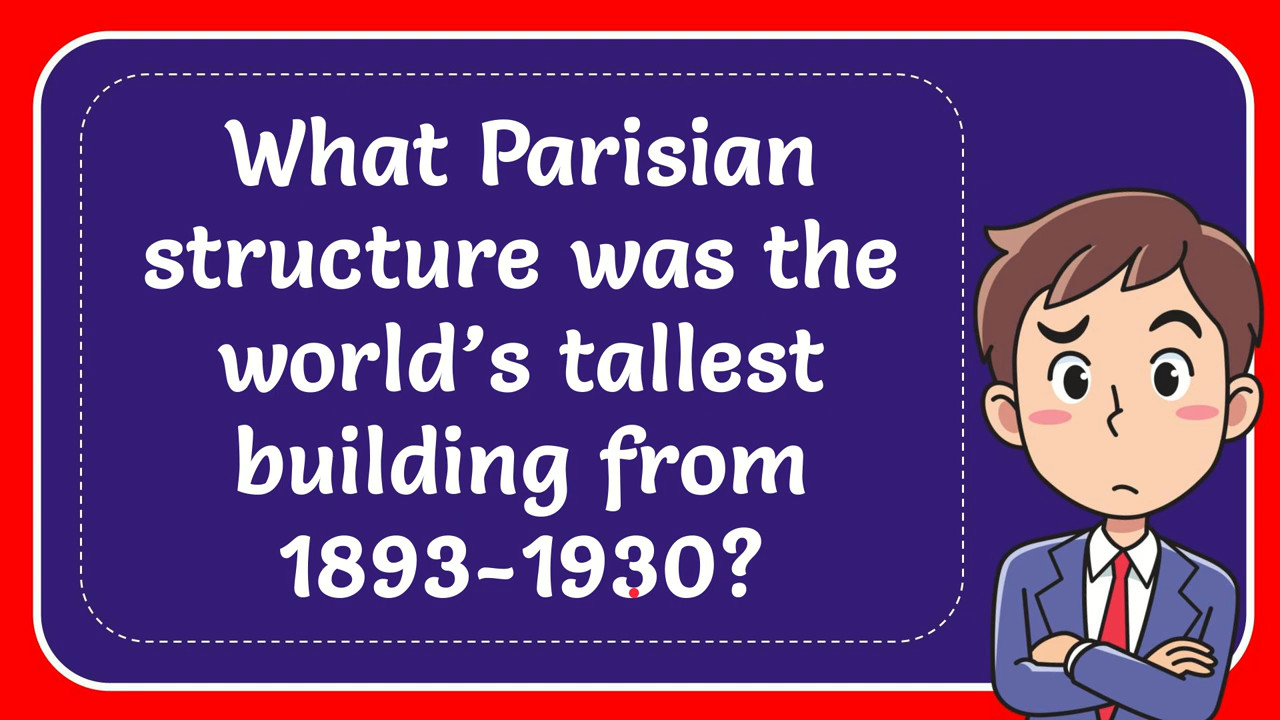 What Parisian
structure was the
world’s tallest
building from
1893-1930?